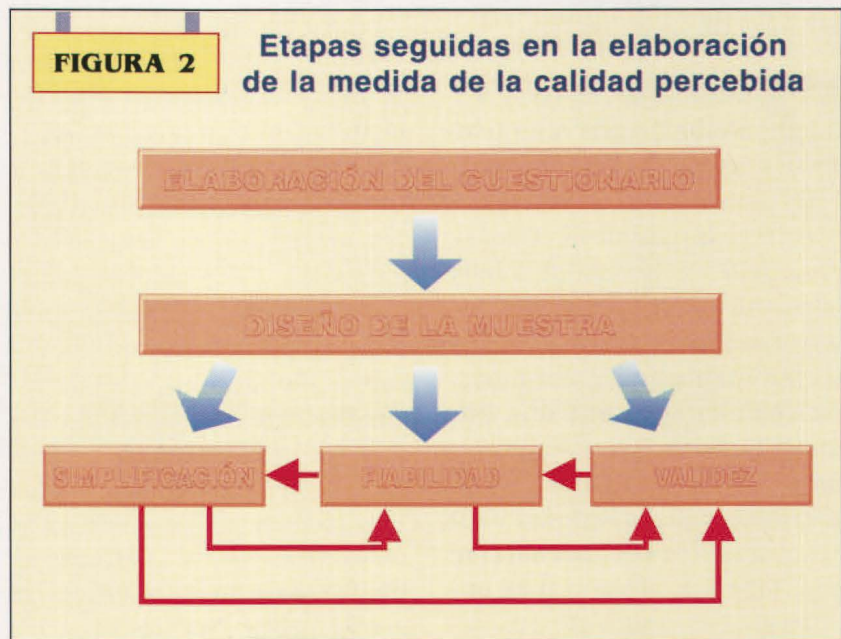 FIGURA 2
Etapas seguidas en la elaboración
de la medida de la calidad percebida
ELABORACIÓN DEL CUESTIONARIO
DISEÑO DE LA MUESTRA
SIMPLIFICACIÓN
FIABILIDAD
VALIDEZ